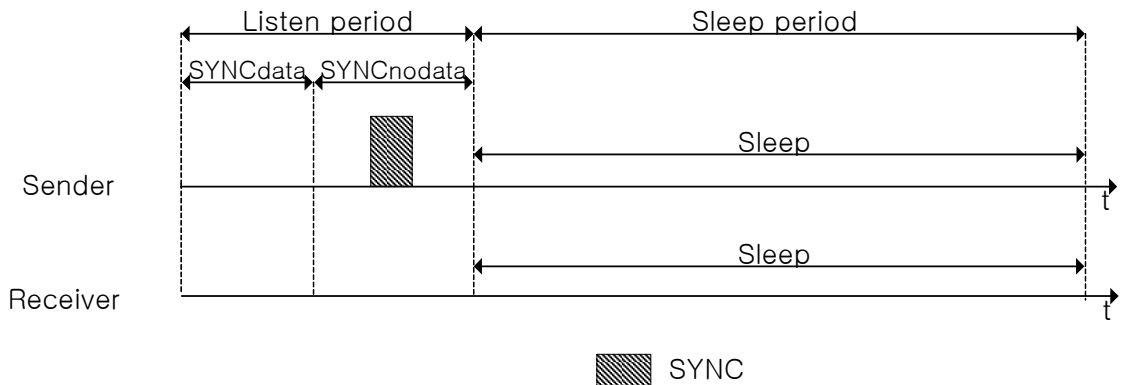 Listen period
Sleep period
SYNCdata
SYNCnodata
Sleep
Sender
t
Sleep
Receiver
t
SYNC